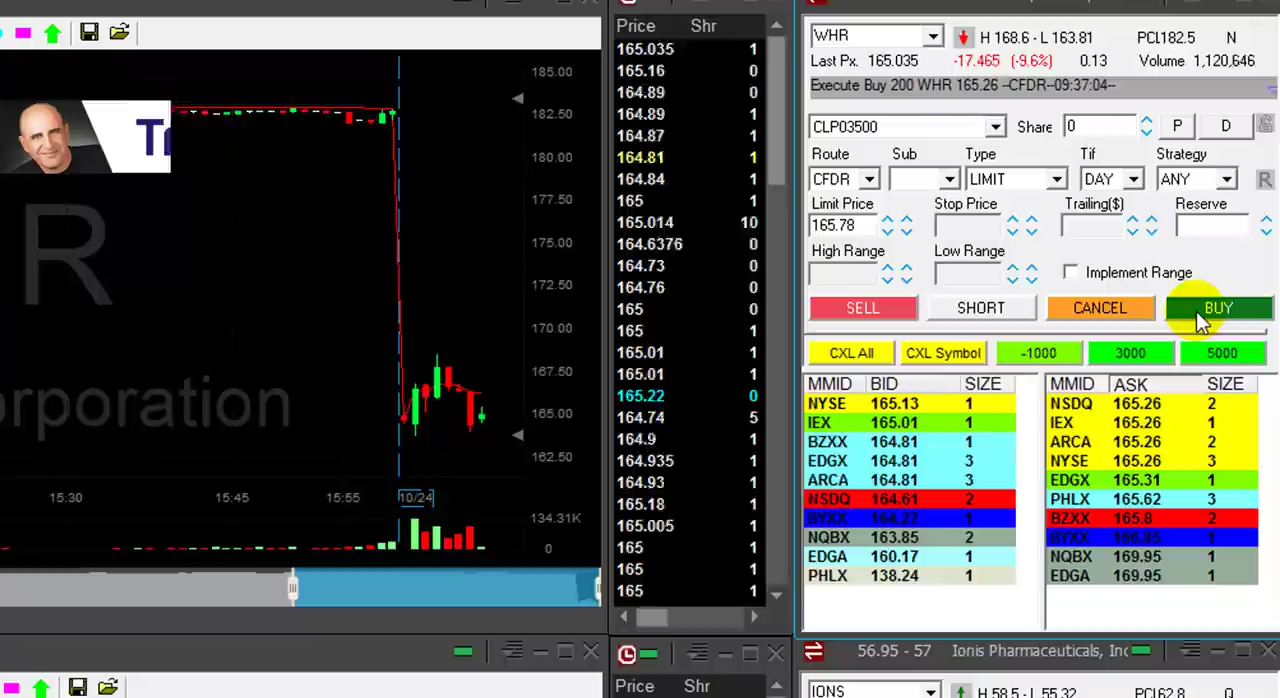 Tr
R
orporation
185.00
182.50
180.00
177.50
175.00
172.50
170.00
167.50
165.00
162.50
15:30 15:45 15:55 10/24
134.31K
0
Price Shr
165.035 1
165.16 0
164.89 0
164.89 0
164.87 1
164.81 1
164.84 1
165 1
165.014 10
164.6376 0
164.73 0
164.76 0
165 0
165 1
165.01 1
165.01 1
165.22 0
164.74 5
164.9 1
164.935 1
164.93 1
165.18 1
165.005 1
165 1
165 1
165 1
Price Shr
WHR H 168.6 - L 163.81 PCL182.5 N
Last Px. 165.035 -17.465 (-9.6%) 0.13 Volume 1,120,646
Execute Buy 200 WHR 165.26 --CFDR--09:37:04--
CLP03500 Share 0 P D
Route Sub Type Tif Strategy
CFDR LIMIT DAY ANY R
Limit Price Stop Price Trailing($) Reserve
165.78
High Range Low Range
Implement Range
SELL SHORT CANCEL BUY
CXL All CXL Symbol -1000 3000 5000
MMID BID SIZE
NYSE 165.13 1
IEX 165.01 1
BZXX 164.81 1
EDGX 164.81 3
ARCA 164.81 3
NSDQ 164.61 2
BYXX 164.22 1
NQBX 163.85 2
EDGA 160.17 1
PHLX 138.24 1
MMID ASK SIZE
NSDQ 165.26 2
IEX 165.26 1
ARCA 165.26 2
NYSE 165.26 3
EDGX 165.31 1
PHLX 165.62 3
BZXX 165.8 2
BYXX 166.85 1
NQBX 169.95 1
EDGA 169.95 1
56.95 - 57 Ionis Pharmaceuticals, Inc
IONS H 58.5 - L 55.32 PCL62.8 Q